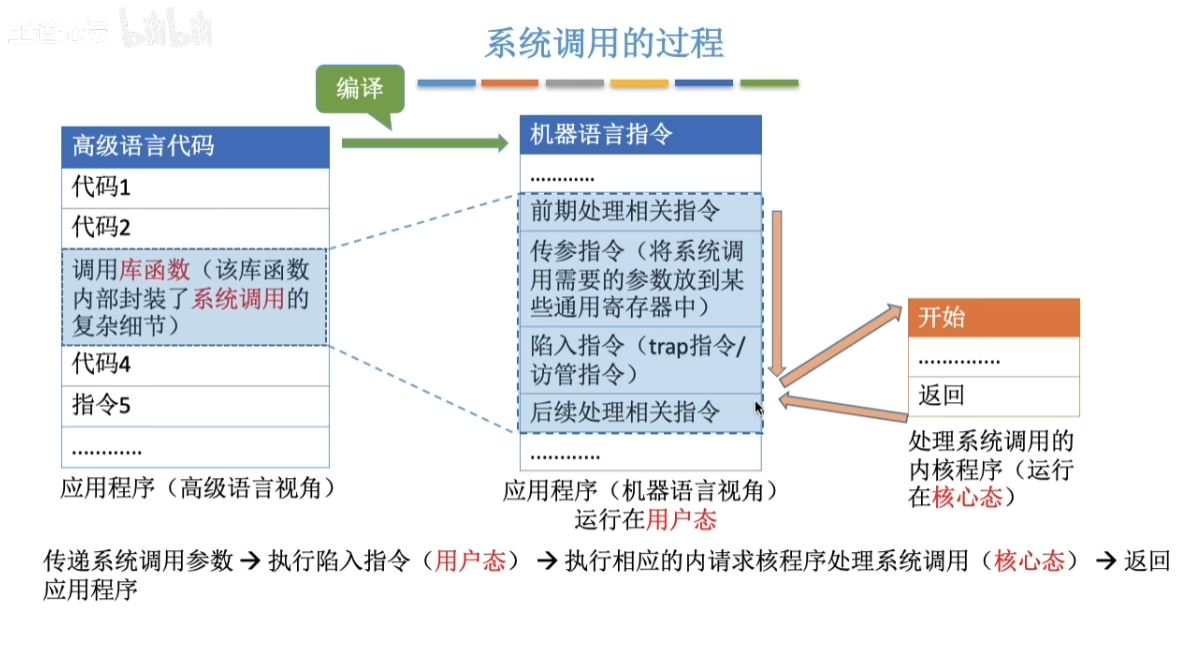 王道论坛 bilibili
系统调用的过程
编译
高级语言代码
代码1
代码2
调用库函数（该库函数
内部封装了系统调用的
复杂细节）
代码4
指令5
…………
应用程序（高级语言视角）
机器语言指令
…………
前期处理相关指令
传参指令（将系统调
用需要的参数放到某
些通用寄存器中）
陷入指令（trap指令/
访管指令）
后续处理相关指令
…………
应用程序（机器语言视角）
运行在用户态
开始
…………..
返回
处理系统调用的
内核程序（运行
在核心态）
传递系统调用参数 → 执行陷入指令（用户态） → 执行相应的内请求核程序处理系统调用（核心态） → 返回
应用程序